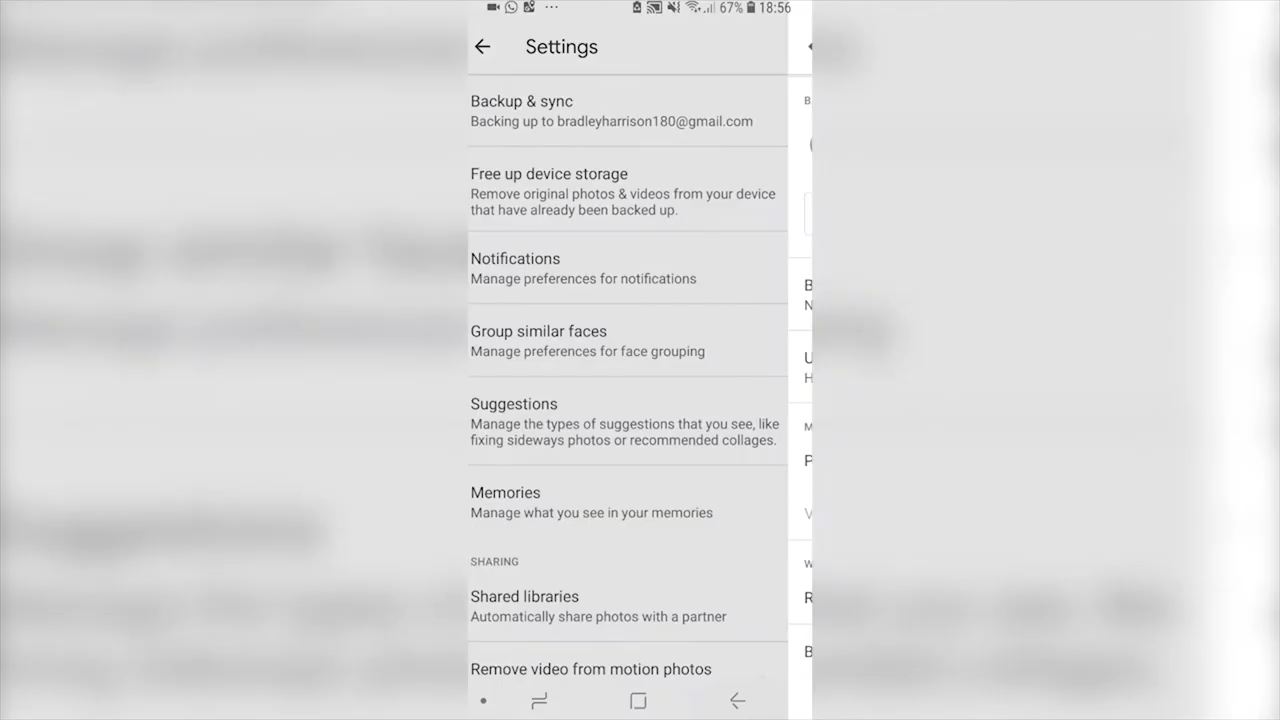 67% 18:56
Settings
Backup & sync
Backing up to bradleyharrison180@gmail.com
Free up device storage
Remove original photos & videos from your device
that have already been backed up.
Notifications
Manage preferences for notifications
Group similar faces
Manage preferences for face grouping
Suggestions
Manage the types of suggestions that you see, like
fixing sideways photos or recommended collages.
Memories
Manage what you see in your memories
SHARING
Shared libraries
Automatically share photos with a partner
Remove video from motion photos